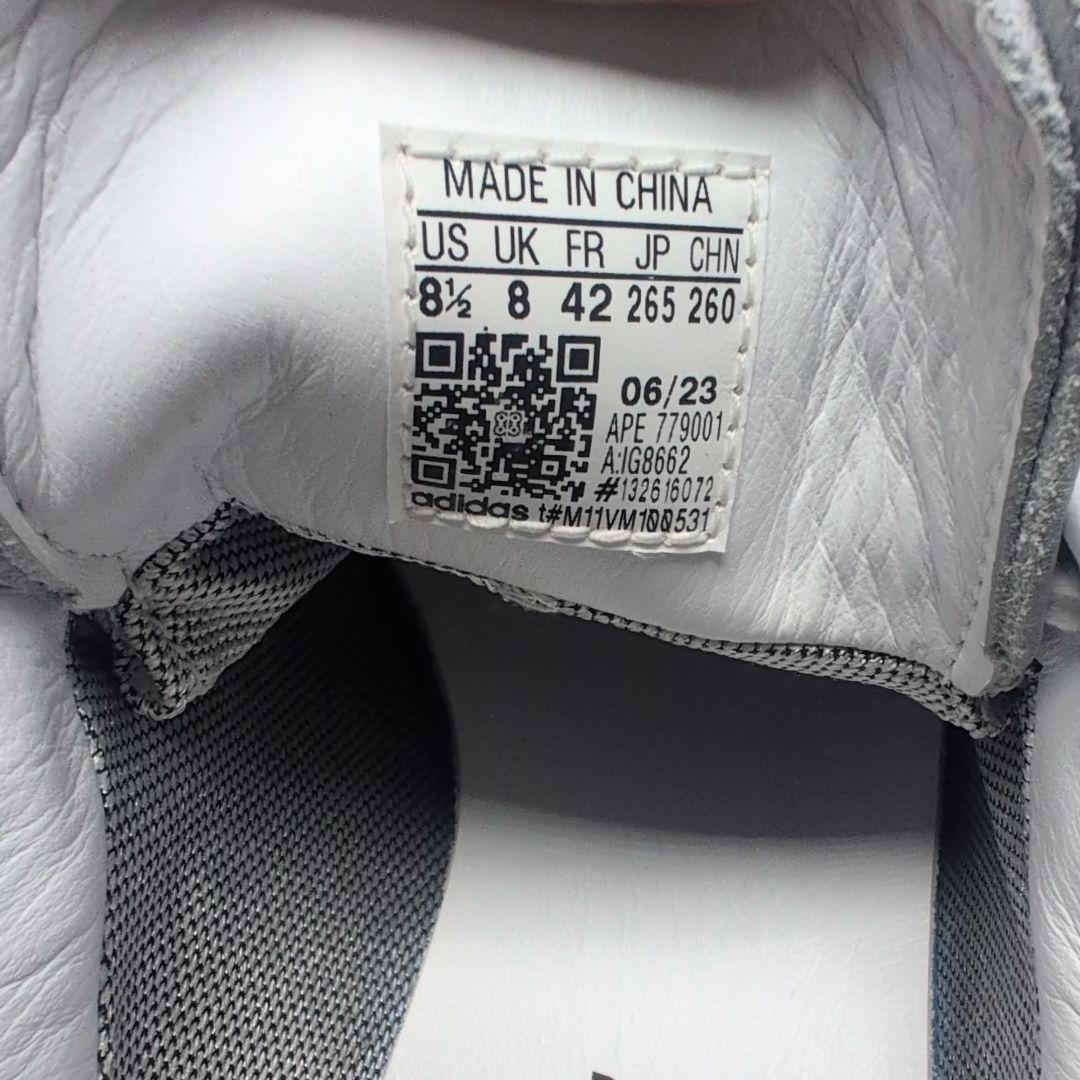 MADE IN CHINA
US UK FR JP CHN
8½ 8 42 265 260
06/23
APE 779001
A:IG8662
#132616072
adidas t#M11VM100531